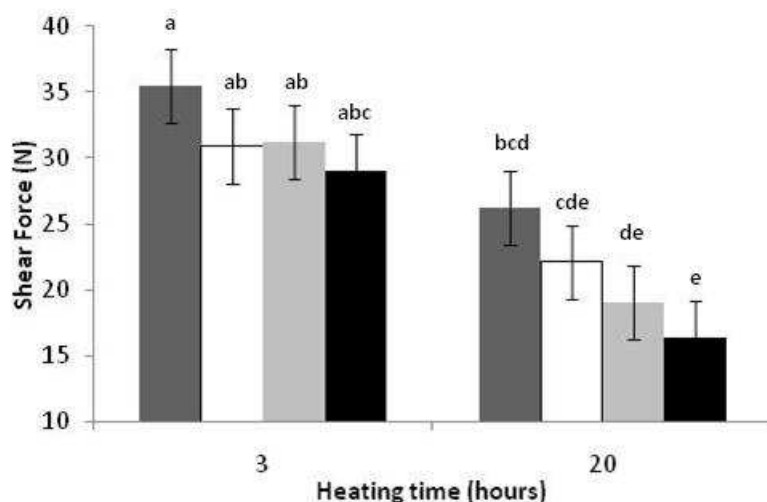 40
35
30
25
20
15
10
Shear Force (N)
a
ab
ab
abc
bcd
cde
de
e
3
20
Heating time (hours)